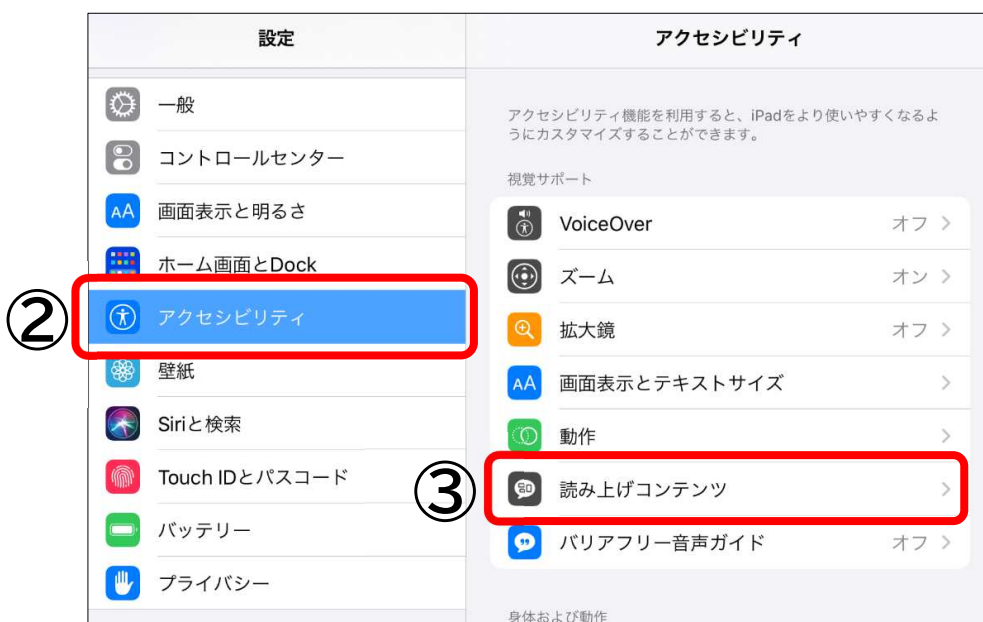 設定
一般
コントロールセンター
AA 画面表示と明るさ
ホーム画面とDock
②
アクセシビリティ
壁紙
Siriと検索
Touch IDとパスコード
バッテリー
プライバシー
アクセシビリティ
アクセシビリティ機能を利用すると、iPadをより使いやすくなるよ
うにカスタマイズすることができます。
視覚サポート
VoiceOver オフ
ズーム オン
拡大鏡 オフ
AA 画面表示とテキストサイズ
動作
③
読み上げコンテンツ
バリアフリー音声ガイド オフ
身体および動作